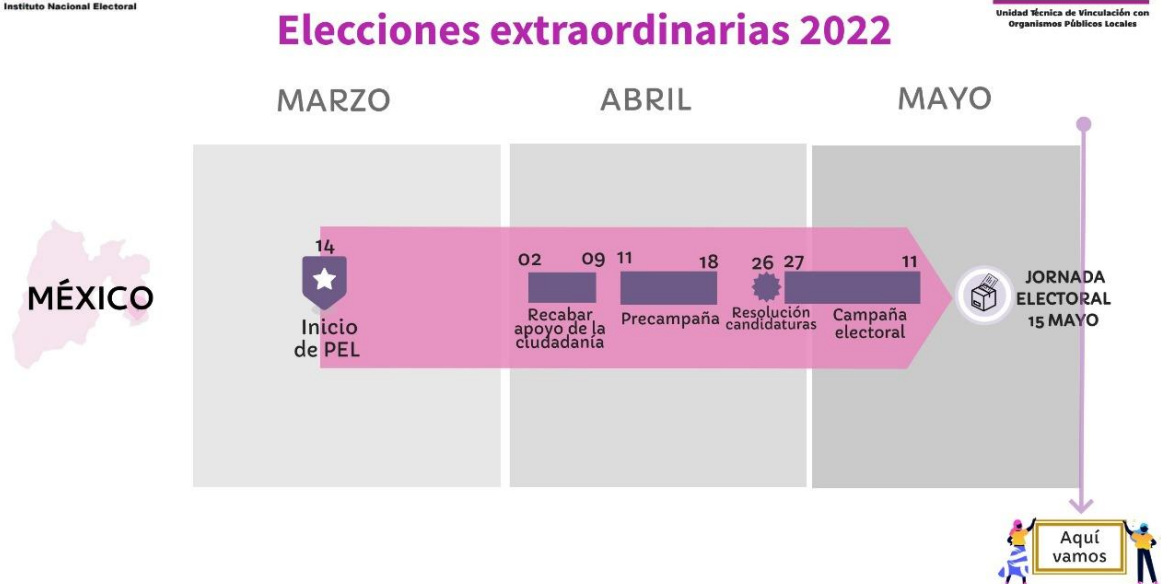 Instituto Nacional Electoral
Unidad Técnica de Vinculación con
Organismos Públicos Locales
Elecciones extraordinarias 2022
MARZO
ABRIL
MAYO
MÉXICO
14
Inicio
de PEL
02 09
Recabar
apoyo de la
ciudadanía
11 18
Precampaña
26
Resolución
candidaturas
27 11
Campaña
electoral
JORNADA
ELECTORAL
15 MAYO
Aquí
vamos